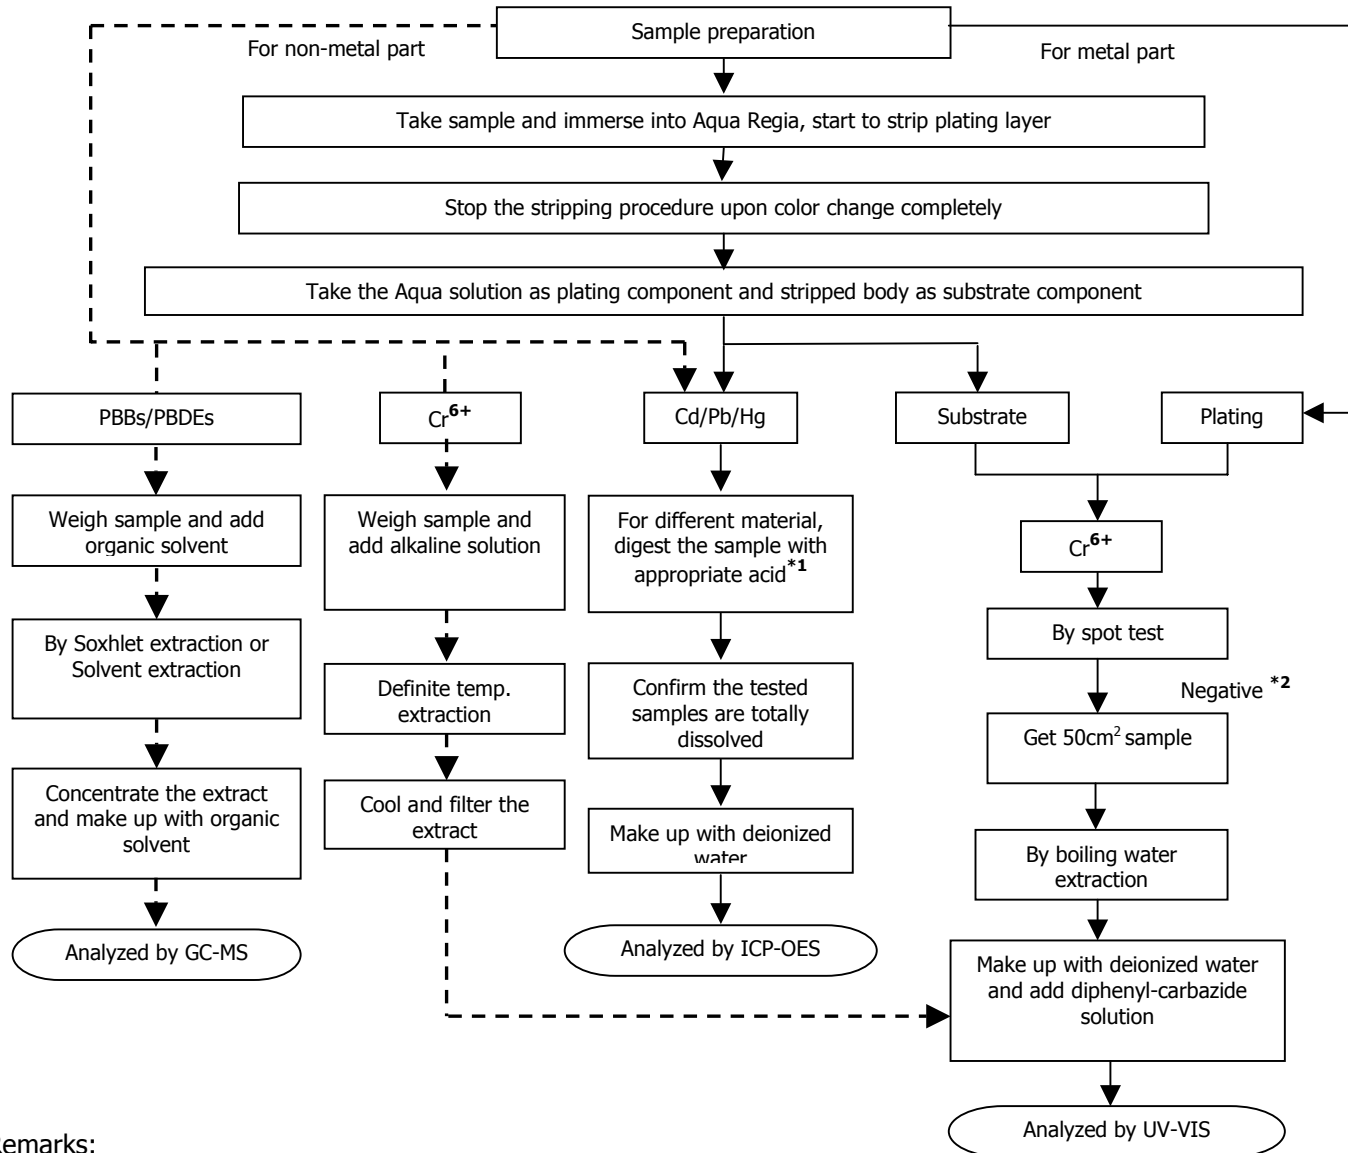 Sample preparation
For non-metal part
For metal part
Take sample and immerse into Aqua Regia, start to strip plating layer
Stop the stripping procedure upon color change completely
Take the Aqua solution as plating component and stripped body as substrate component
PBBs/PBDEs
Cr6+
Cd/Pb/Hg
Substrate
Plating
Weigh sample and add
organic solvent
Weigh sample and
add alkaline solution
For different material,
digest the sample with
appropriate acid*1
Cr6+
By spot test
By Soxhlet extraction or
Solvent extraction
Definite temp.
extraction
Confirm the tested
samples are totally
dissolved
Negative *2
Get 50cm2 sample
Concentrate the extract
and make up with organic
solvent
Cool and filter the
extract
Make up with deionized
water
By boiling water
extraction
Analyzed by GC-MS
Analyzed by ICP-OES
Make up with deionized water
and add diphenyl-carbazide
solution
Analyzed by UV-VIS
Remarks: